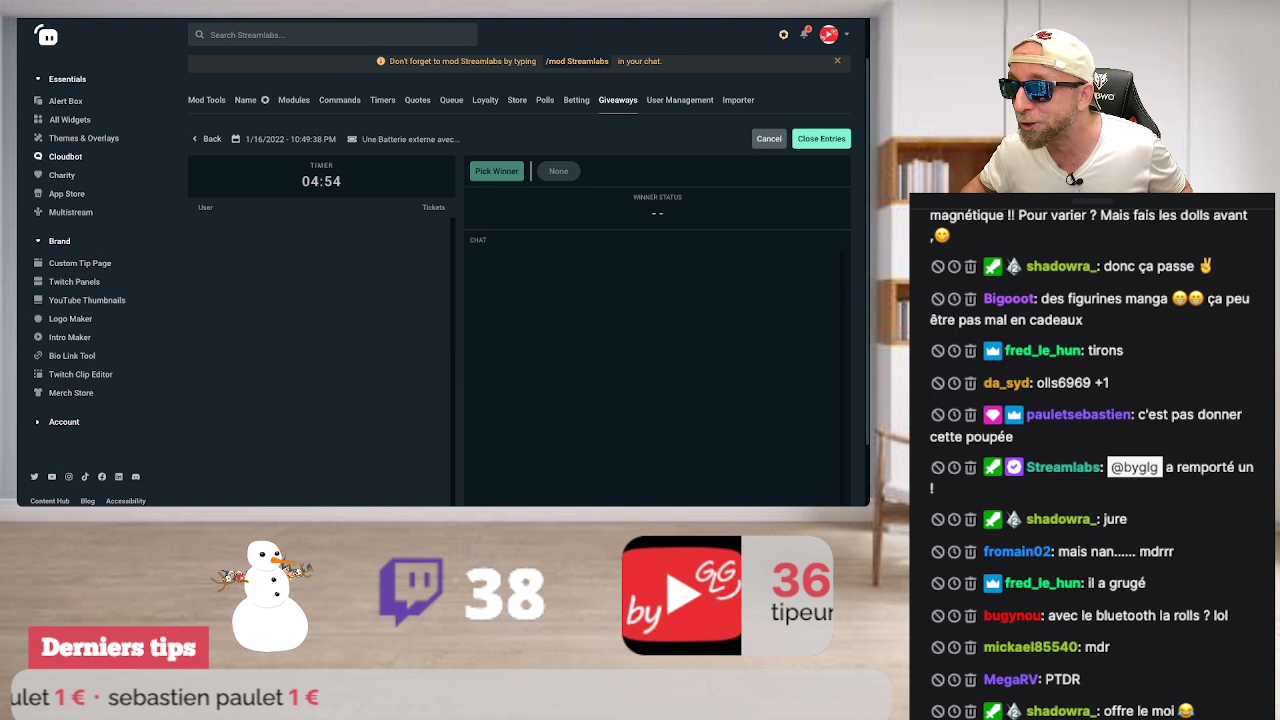 Search Streamlabs...
Don't forget to mod Streamlabs by typing /mod Streamlabs in your chat.
Essentials
Alert Box
All Widgets
Themes & Overlays
Cloudbot
Charity
App Store
Multistream
Brand
Custom Tip Page
Twitch Panels
YouTube Thumbnails
Logo Maker
Intro Maker
Bio Link Tool
Twitch Clip Editor
Merch Store
Account
Content Hub Blog Accessibility
Mod Tools Name Modules Commands Timers Quotes Queue Loyalty Store Polls Betting Giveaways User Management Importer
Back 1/16/2022 - 10:49:38 PM Une Batterie externe avec...
Cancel Close Entries
TIMER
04:54
User Tickets
Pick Winner None
WINNER STATUS
--
CHAT
magnétique !! Pour varier ? Mais fais les dolls avant
,😋
shadowra_: donc ça passe ✌
Bigooot: des figurines manga 😁😁 ça peu
être pas mal en cadeaux
fred_le_hun: tirons
da_syd: olls6969 +1
pauletsebastien: c'est pas donner
cette poupée
Streamlabs: @byglg a remporté un
!
shadowra_: jure
fromain02: mais nan...... mdrrr
fred_le_hun: il a grugé
bugynou: avec le bluetooth la rolls ? lol
mickael85540: mdr
MegaRV: PTDR
shadowra_: offre le moi 😂
38
by GLG
36
tipeur
Derniers tips
ulet 1 € · sebastien paulet 1 €